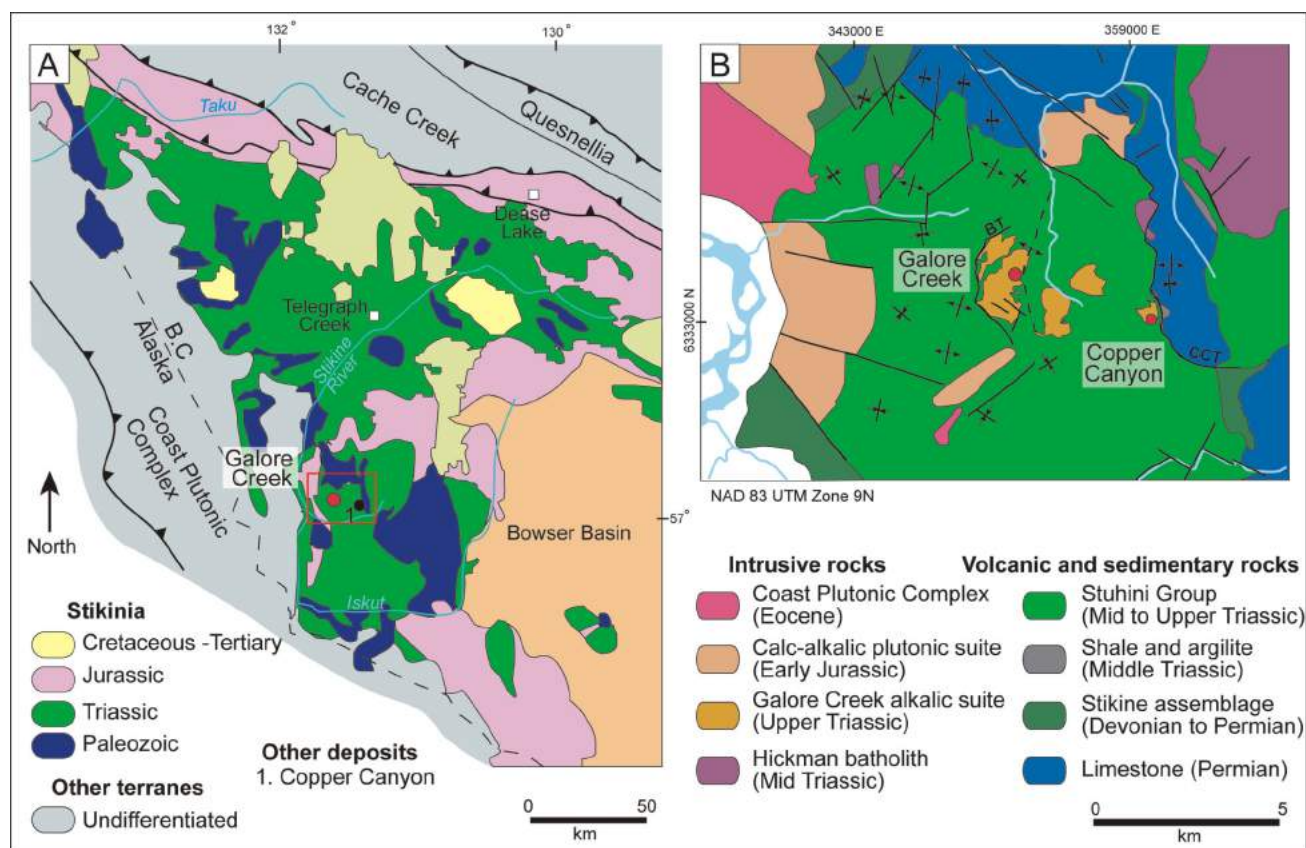 A
132°
130°
Taku
Cache Creek
Quesnellia
Dease
Lake
Telegraph
Creek
Stikine
River
B.C
Alaska
Coast Plutonic
Complex
Galore
Creek
1
57°
Bowser Basin
Iskut
North
Stikinia
Cretaceous -Tertiary
Jurassic
Triassic
Paleozoic
Other terranes
Undifferentiated
Other deposits
1. Copper Canyon
0 50
km
B
343000 E
359000 E
6333000 N
BT
Galore
Creek
Copper
Canyon
CCT
NAD 83 UTM Zone 9N
Intrusive rocks
Coast Plutonic Complex
(Eocene)
Calc-alkalic plutonic suite
(Early Jurassic)
Galore Creek alkalic suite
(Upper Triassic)
Hickman batholith
(Mid Triassic)
Volcanic and sedimentary rocks
Stuhini Group
(Mid to Upper Triassic)
Shale and argilite
(Middle Triassic)
Stikine assemblage
(Devonian to Permian)
Limestone (Permian)
0 5
km